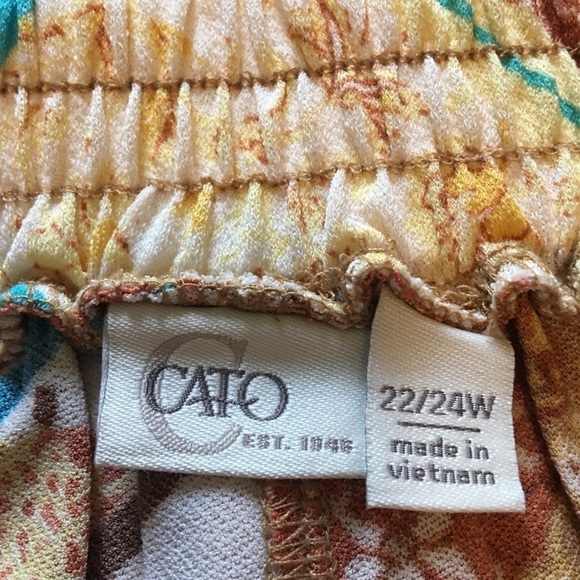 CATO
EST. 1946
22/24W
made in
vietnam